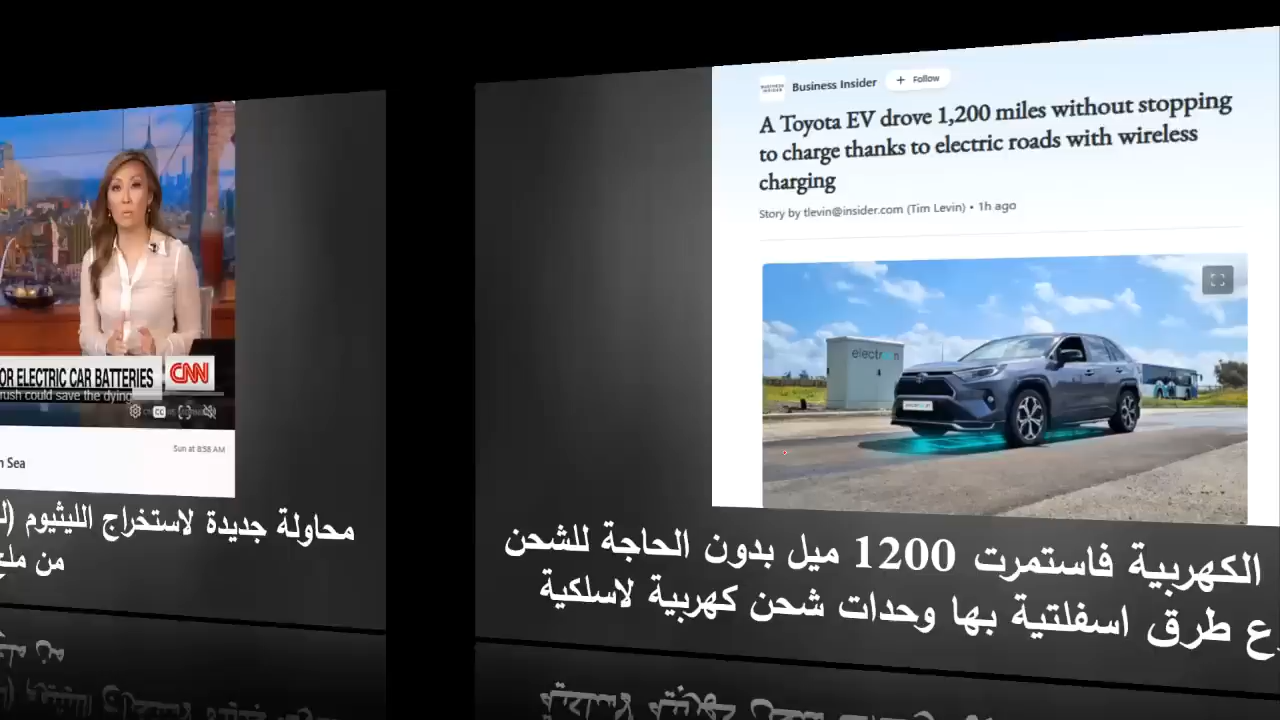 OR ELECTRIC CAR BATTERIES
CNN
rush could save the dying
Sun at 8:58 AM
n Sea
محاولة جديدة لاستخراج الليثيوم
من
Business Insider
+ Follow
A Toyota EV drove 1,200 miles without stopping
to charge thanks to electric roads with wireless
charging
Story by tlevin@insider.com (Tim Levin) • 1h ago
electreon
الكهربية فاستمرت 1200 ميل بدون الحاجة للشحن
ع طرق اسفلتية بها وحدات شحن كهربية لاسلكية